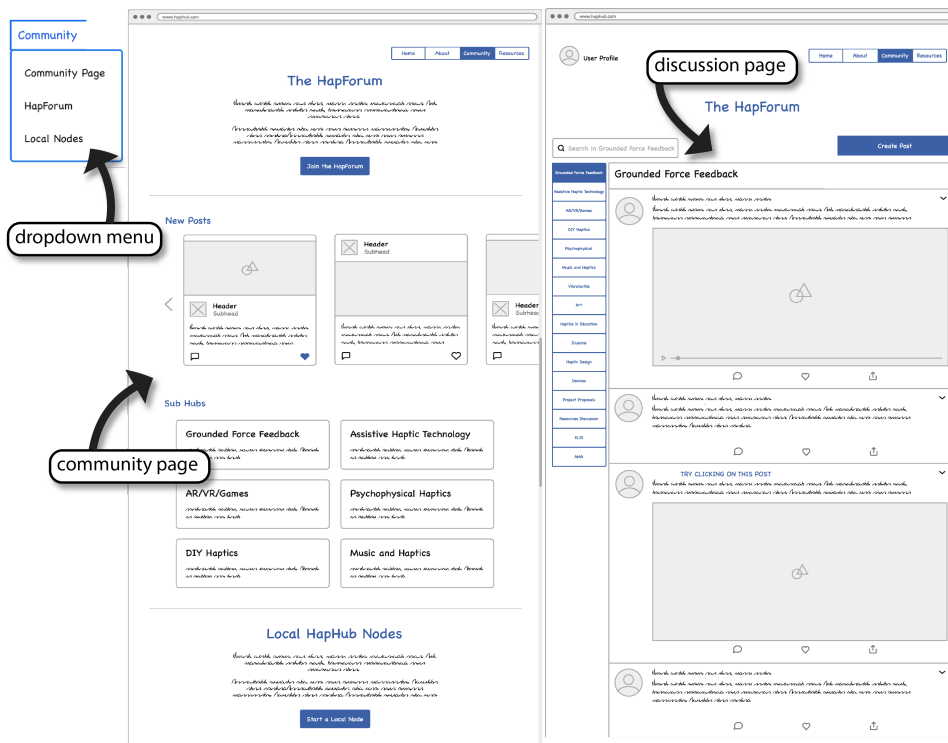 Community
Community Page
HapForum
Local Nodes
dropdown menu
www.haphub.com
Home About Community Resources
The HapForum
Join the HapForum
New Posts
Header
Subhead
Header
Subhead
Header
Subhead
Sub Hubs
Grounded Force Feedback
Assistive Haptic Technology
community page
AR/VR/Games
Psychophysical Haptics
DIY Haptics
Music and Haptics
Local HapHub Nodes
Start a Local Node
www.haphub.com
User Profile
discussion page
Home About Community Resources
The HapForum
Search in Grounded Force Feedback
Create Post
Grounded Force Feedback
Assistive Haptic Technology
AR/VR/Games
DIY Haptics
Psychophysical
Music and Haptics
Vibrotactile
Art
Haptics in Education
Illusions
Haptic Design
Devices
Project Proposals
Resources Discussion
Grounded Force Feedback
TRY CLICKING ON THIS POST